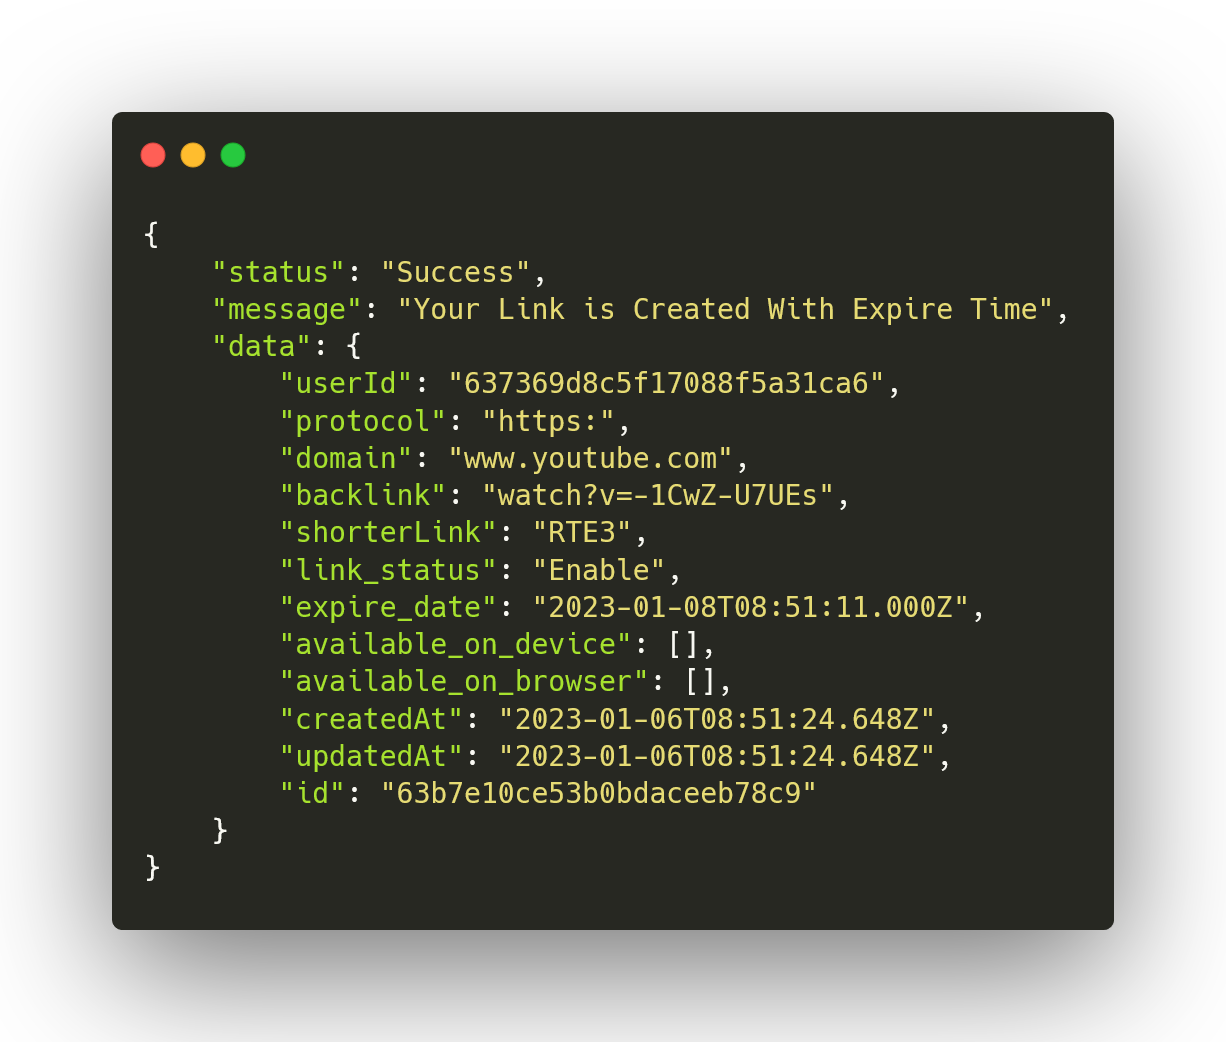 {
    "status": "Success",
    "message": "Your Link is Created With Expire Time",
    "data": {
        "userId": "637369d8c5f17088f5a31ca6",
        "protocol": "https:",
        "domain": "www.youtube.com",
        "backlink": "watch?v=-1CwZ-U7UEs",
        "shorterLink": "RTE3",
        "link_status": "Enable",
        "expire_date": "2023-01-08T08:51:11.000Z",
        "available_on_device": [],
        "available_on_browser": [],
        "createdAt": "2023-01-06T08:51:24.648Z",
        "updatedAt": "2023-01-06T08:51:24.648Z",
        "id": "63b7e10ce53b0bdaceeb78c9"
    }
}